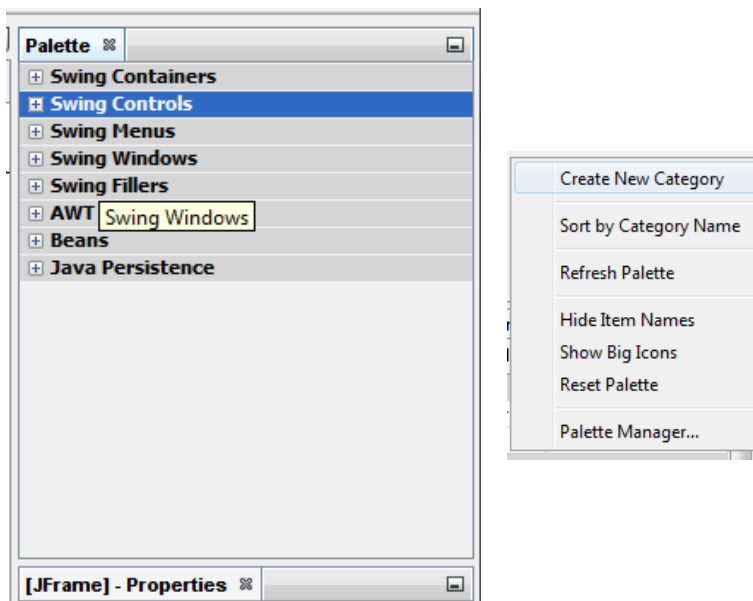 Palette
Swing Containers
Swing Controls
Swing Menus
Swing Windows
Swing Fillers
AWT
Swing Windows
Beans
Java Persistence
[JFrame] - Properties
Create New Category
Sort by Category Name
Refresh Palette
Hide Item Names
Show Big Icons
Reset Palette
Palette Manager...